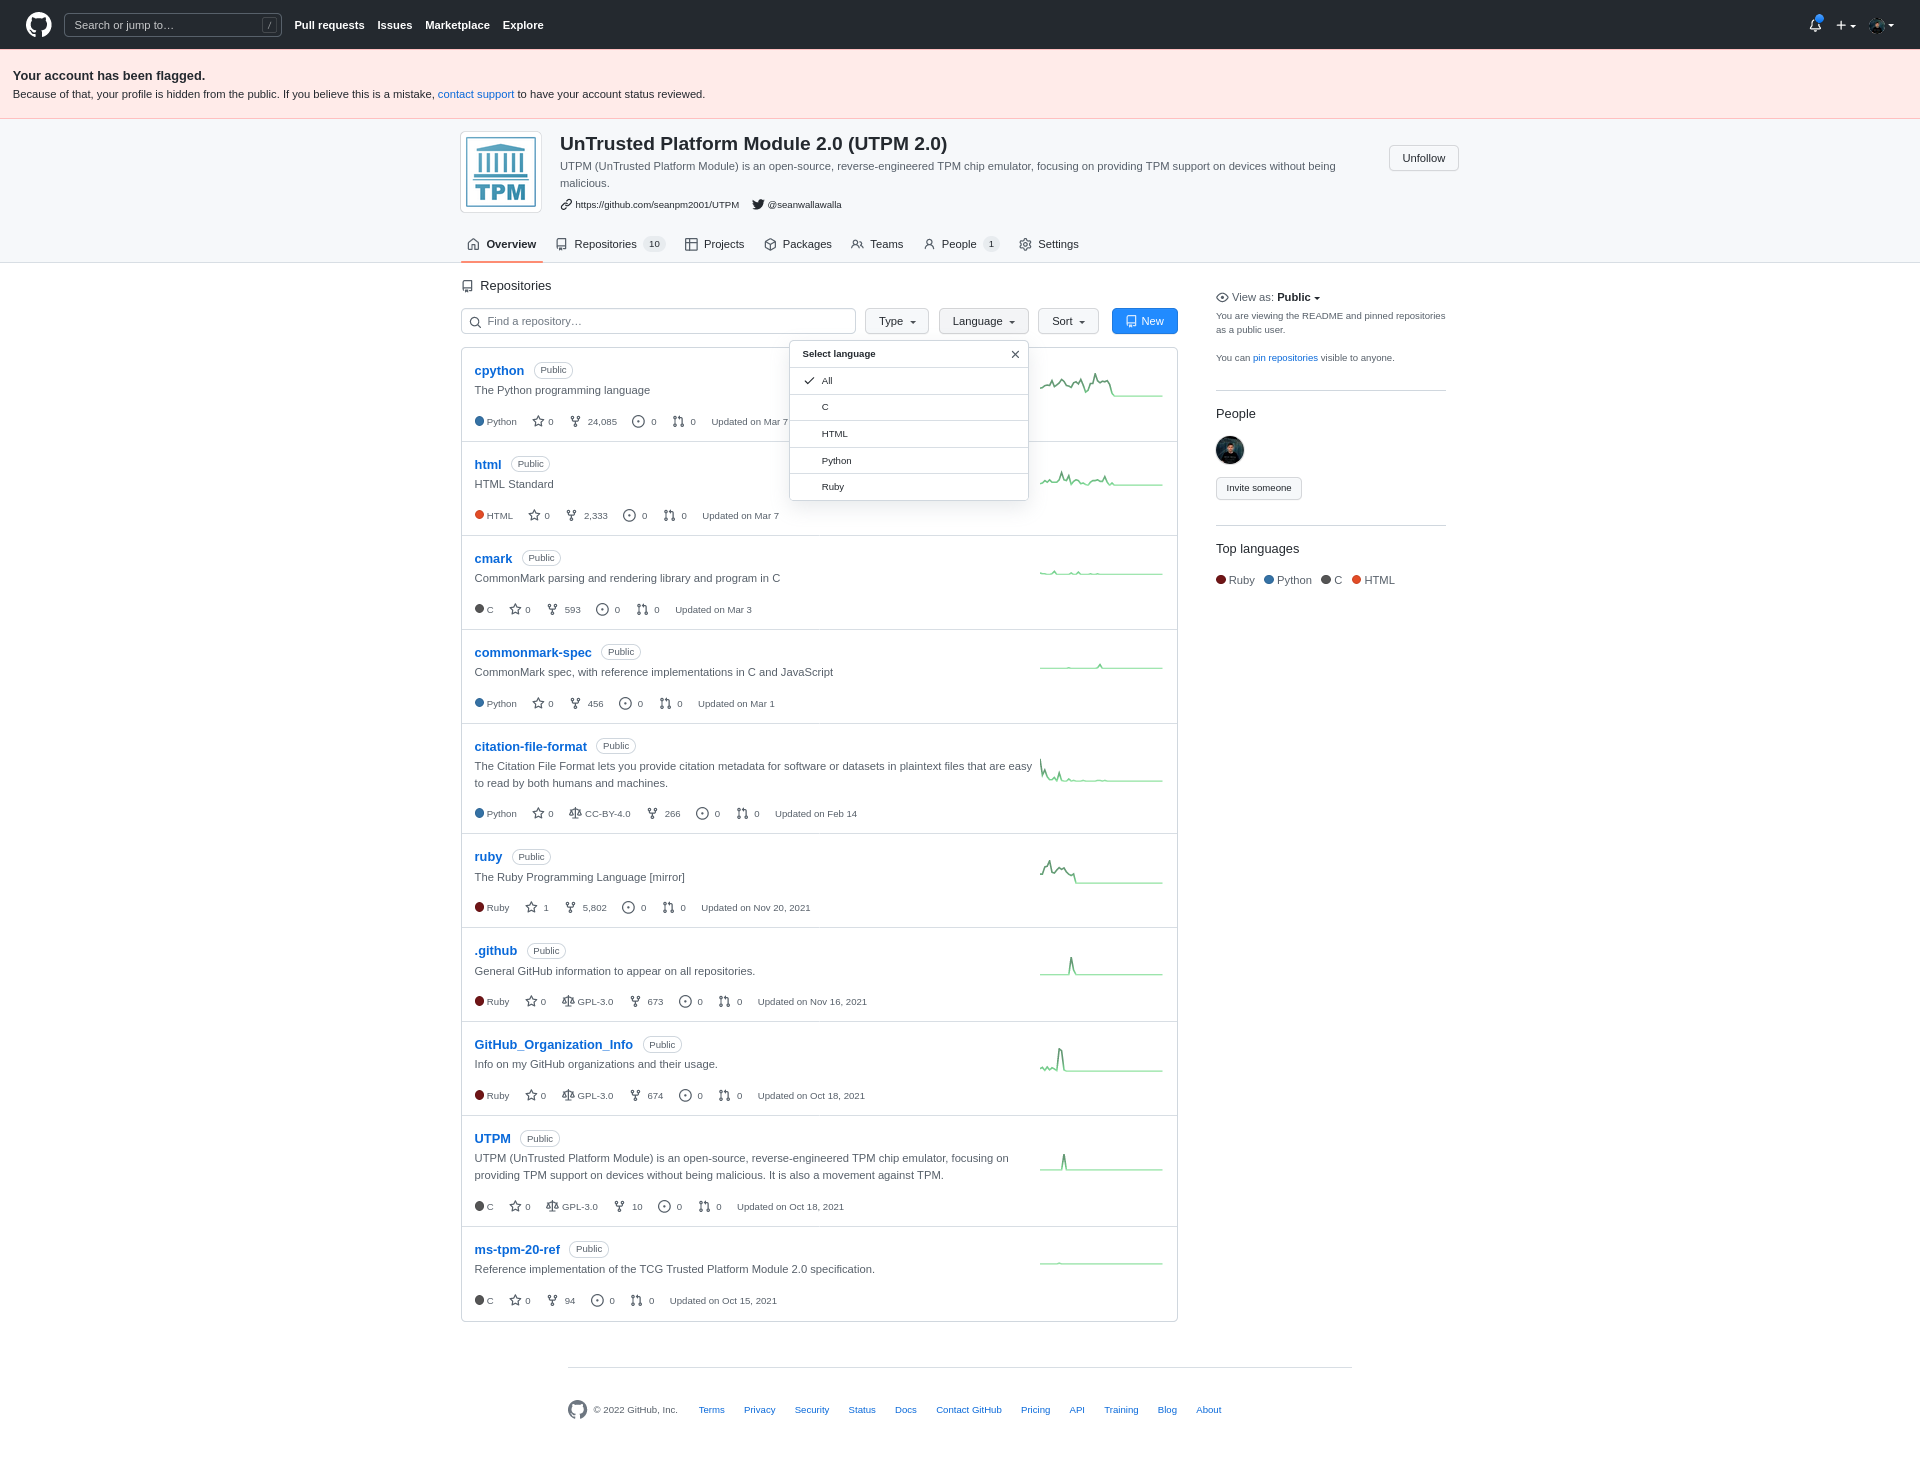 Search or jump to… /
Pull requests Issues Marketplace Explore
Your account has been flagged.
Because of that, your profile is hidden from the public. If you believe this is a mistake, contact support to have your account status reviewed.
TPM
UnTrusted Platform Module 2.0 (UTPM 2.0)
UTPM (UnTrusted Platform Module) is an open-source, reverse-engineered TPM chip emulator, focusing on providing TPM support on devices without being
malicious.
https://github.com/seanpm2001/UTPM @seanwallawalla
Unfollow
Overview Repositories 10 Projects Packages Teams People 1 Settings
Repositories
Find a repository… Type Language Sort New
Select language
All
C
HTML
Python
Ruby
cpython Public
The Python programming language
Python 0 24,085 0 0 Updated on Mar 7
html Public
HTML Standard
HTML 0 2,333 0 0 Updated on Mar 7
cmark Public
CommonMark parsing and rendering library and program in C
C 0 593 0 0 Updated on Mar 3
commonmark-spec Public
CommonMark spec, with reference implementations in C and JavaScript
Python 0 456 0 0 Updated on Mar 1
citation-file-format Public
The Citation File Format lets you provide citation metadata for software or datasets in plaintext files that are easy
to read by both humans and machines.
Python 0 CC-BY-4.0 266 0 0 Updated on Feb 14
ruby Public
The Ruby Programming Language [mirror]
Ruby 1 5,802 0 0 Updated on Nov 20, 2021
.github Public
General GitHub information to appear on all repositories.
Ruby 0 GPL-3.0 673 0 0 Updated on Nov 16, 2021
GitHub_Organization_Info Public
Info on my GitHub organizations and their usage.
Ruby 0 GPL-3.0 674 0 0 Updated on Oct 18, 2021
UTPM Public
UTPM (UnTrusted Platform Module) is an open-source, reverse-engineered TPM chip emulator, focusing on
providing TPM support on devices without being malicious. It is also a movement against TPM.
C 0 GPL-3.0 10 0 0 Updated on Oct 18, 2021
ms-tpm-20-ref Public
Reference implementation of the TCG Trusted Platform Module 2.0 specification.
C 0 94 0 0 Updated on Oct 15, 2021
View as: Public
You are viewing the README and pinned repositories
as a public user.
You can pin repositories visible to anyone.
People
Invite someone
Top languages
Ruby Python C HTML
© 2022 GitHub, Inc. Terms Privacy Security Status Docs Contact GitHub Pricing API Training Blog About